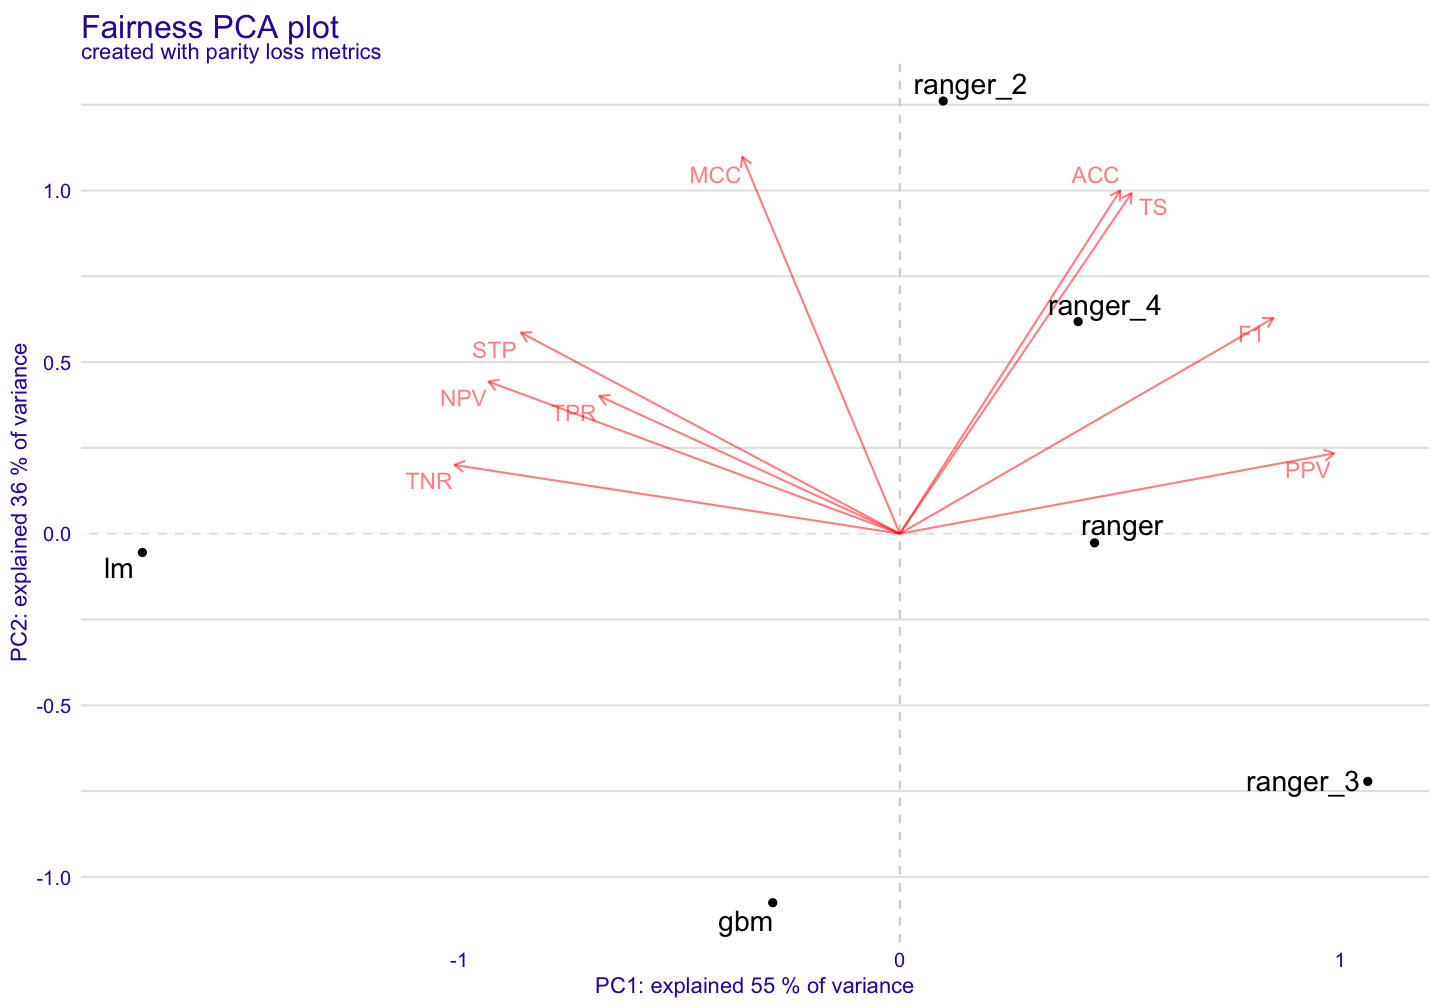 Fairness PCA plot
created with parity loss metrics
ranger_2
MCC
ACC
TS
1.0
ranger_4
F1
STP
0.5
NPV
TPR
PPV
TNR
ranger
0.0
lm
PC2: explained 36 % of variance
-0.5
ranger_3
-1.0
gbm
-1
0
1
PC1: explained 55 % of variance